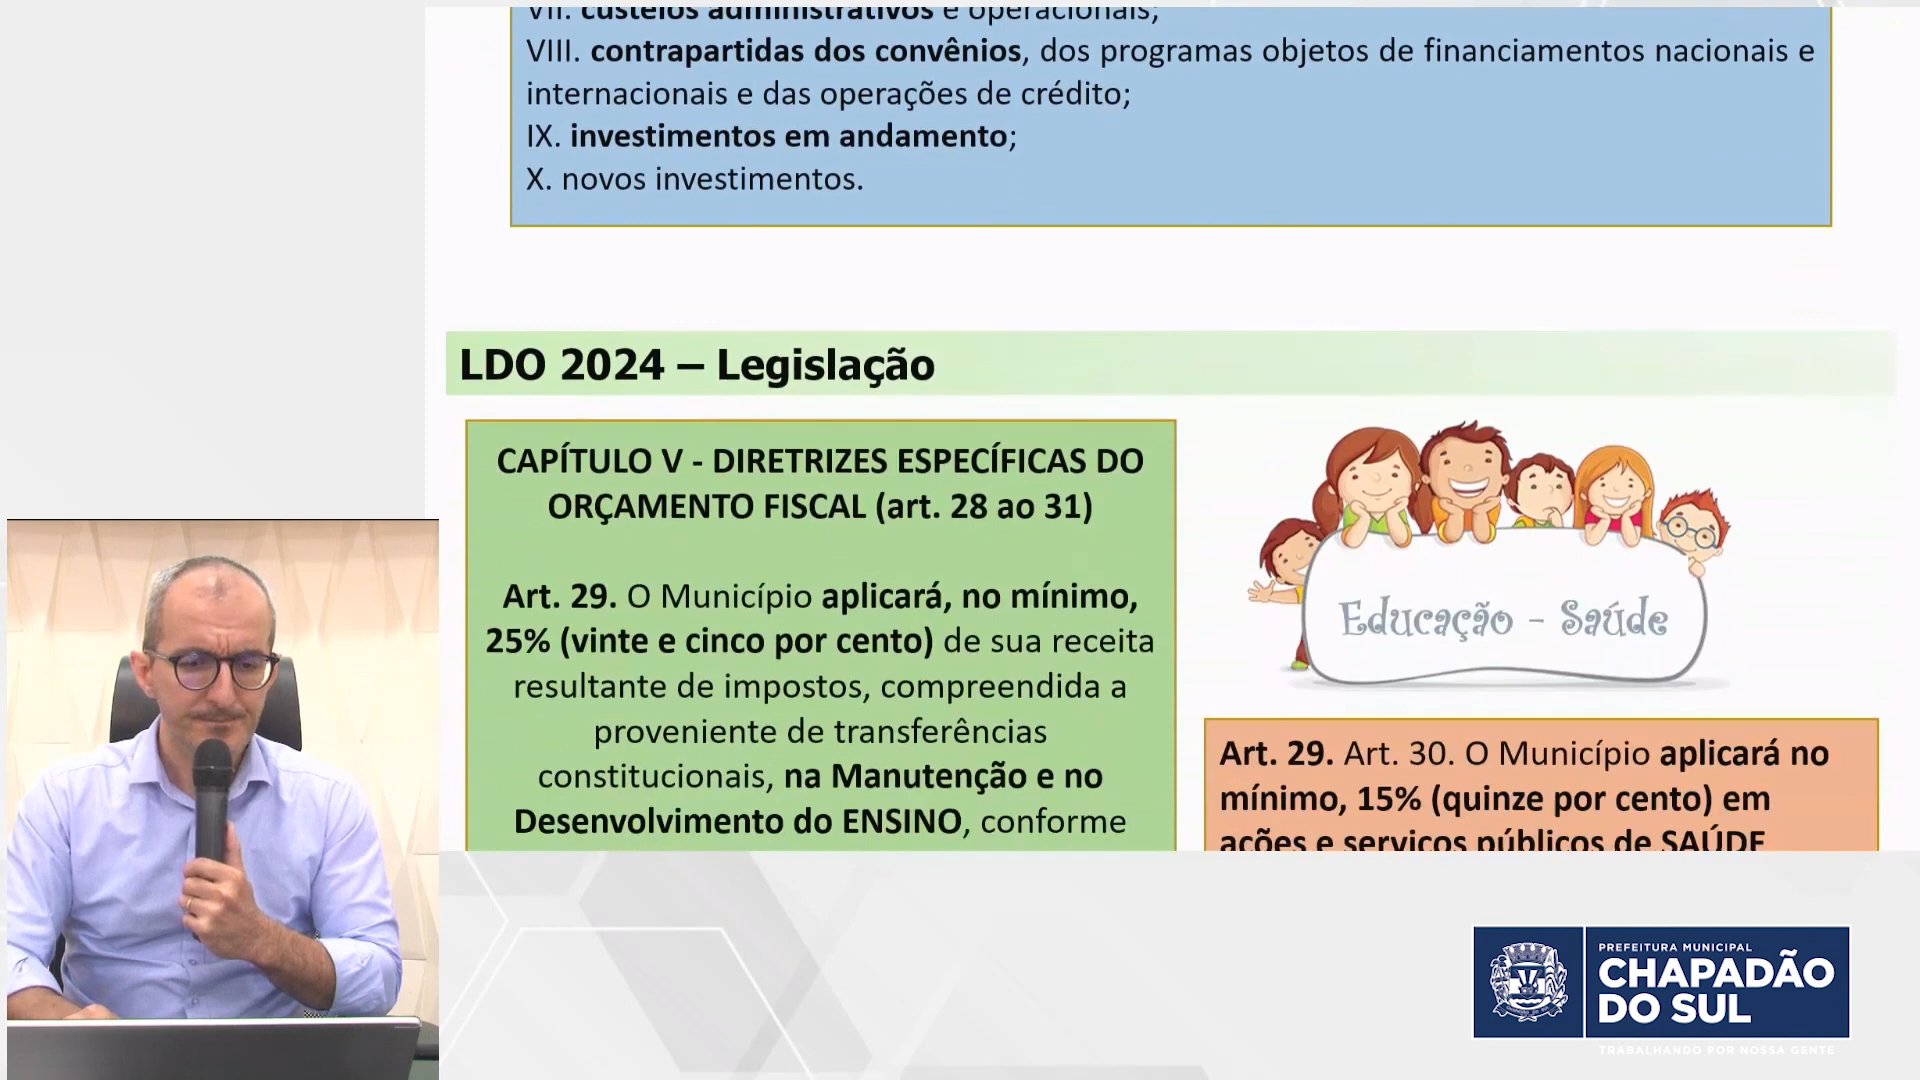 VII. custeios administrativos e operacionais;
VIII. contrapartidas dos convênios, dos programas objetos de financiamentos nacionais e
internacionais e das operações de crédito;
IX. investimentos em andamento;
X. novos investimentos.
LDO 2024 – Legislação
CAPÍTULO V - DIRETRIZES ESPECÍFICAS DO
ORÇAMENTO FISCAL (art. 28 ao 31)
Art. 29. O Município aplicará, no mínimo,
25% (vinte e cinco por cento) de sua receita
resultante de impostos, compreendida a
proveniente de transferências
constitucionais, na Manutenção e no
Desenvolvimento do ENSINO, conforme
Educação - Saúde
Art. 29. Art. 30. O Município aplicará no
mínimo, 15% (quinze por cento) em
ações e serviços públicos de SAÚDE
PREFEITURA MUNICIPAL
CHAPADÃO
DO SUL
TRABALHANDO POR NOSSA GENTE